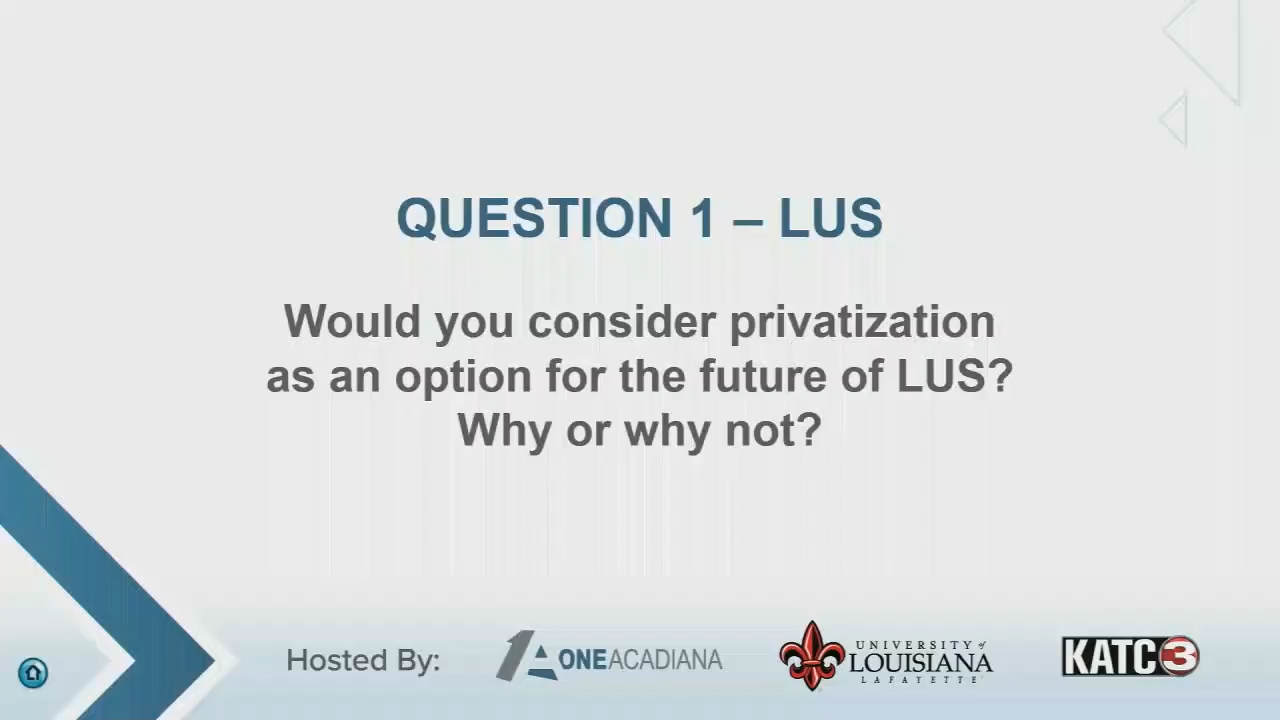 QUESTION 1 – LUS
Would you consider privatization
as an option for the future of LUS?
Why or why not?
Hosted By:
ONEACADIANA
UNIVERSITY of
LOUISIANA
LAFAYETTE
KATC3